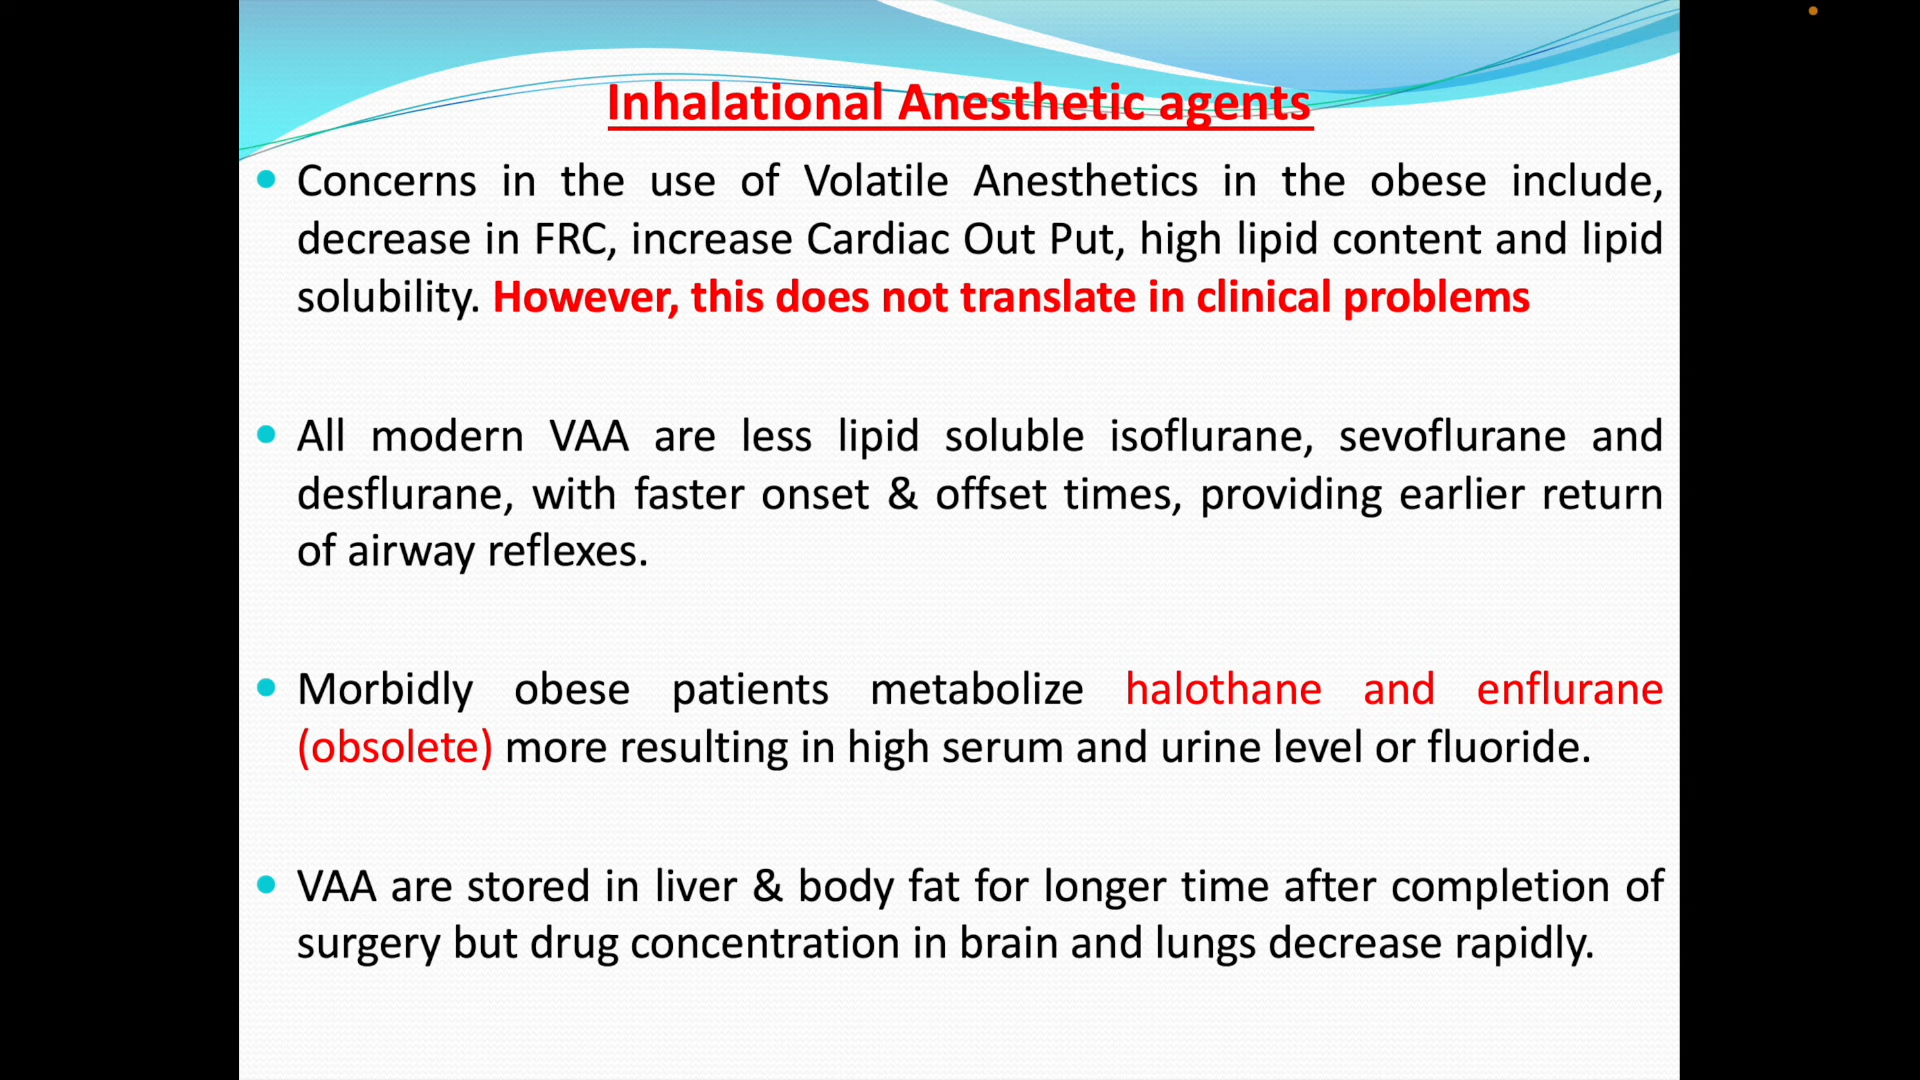 Inhalational Anesthetic agents
Concerns in the use of Volatile Anesthetics in the obese include,
decrease in FRC, increase Cardiac Out Put, high lipid content and lipid
solubility. However, this does not translate in clinical problems
All modern VAA are less lipid soluble isoflurane, sevoflurane and
desflurane, with faster onset & offset times, providing earlier return
of airway reflexes.
Morbidly obese patients metabolize halothane and enflurane
(obsolete) more resulting in high serum and urine level or fluoride.
VAA are stored in liver & body fat for longer time after completion of
surgery but drug concentration in brain and lungs decrease rapidly.